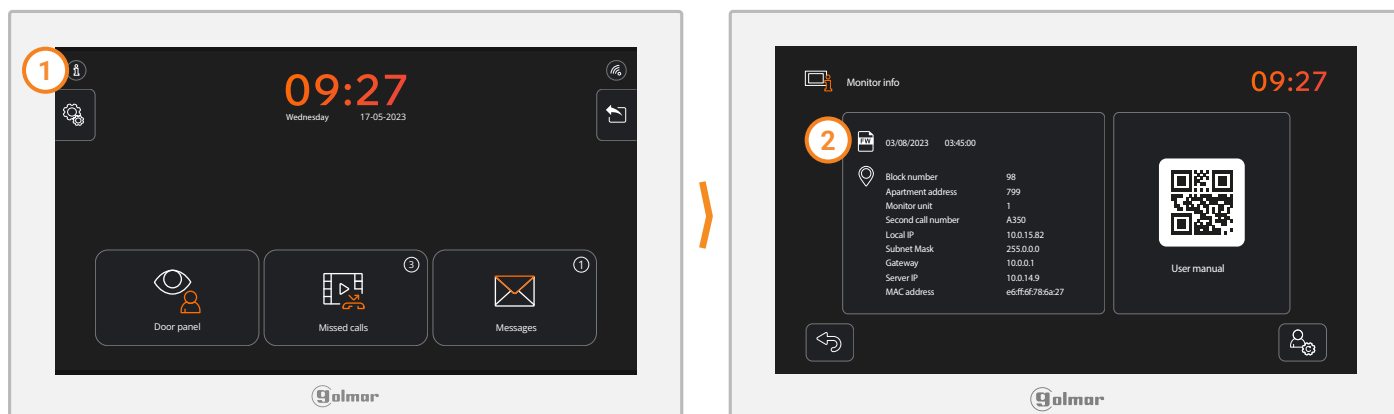 1
09:27
Wednesday 17-05-2023
Door panel
3
Missed calls
1
Messages
golmar
Monitor info
09:27
2
FW 03/08/2023 03:45:00
Block number 98
Apartment address 799
Monitor unit 1
Second call number A350
Local IP 10.0.15.82
Subnet Mask 255.0.0.0
Gateway 10.0.0.1
Server IP 10.0.14.9
MAC address e6:ff:6f:78:6a:27
User manual
golmar